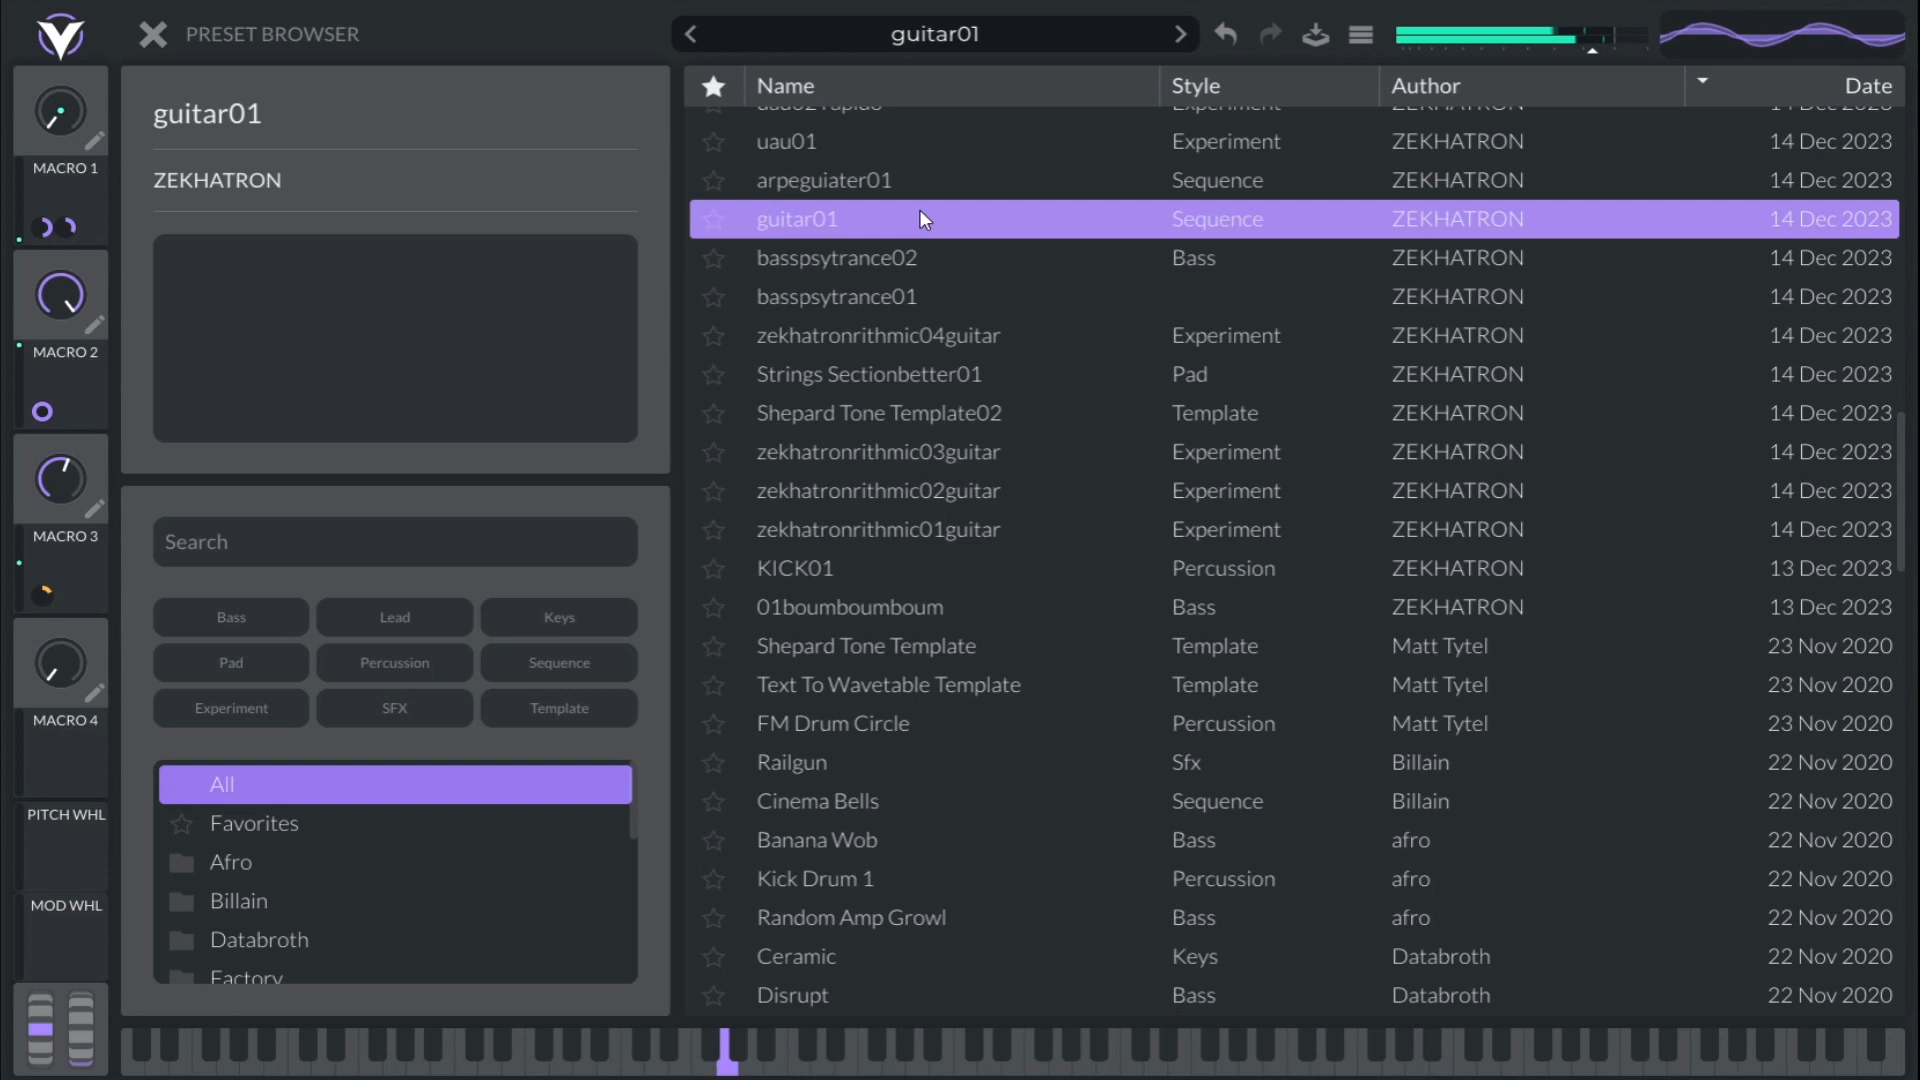 PRESET BROWSER
guitar01
MACRO 1
MACRO 2
MACRO 3
MACRO 4
PITCH WHL
MOD WHL
guitar01
ZEKHATRON
Search
Bass Lead Keys
Pad Percussion Sequence
Experiment SFX Template
All
Favorites
Afro
Billain
Databroth
Factory
Name Style Author Date
Experiment ZEKHATRON 14 Dec 2023
uau01 Experiment ZEKHATRON 14 Dec 2023
arpeguiater01 Sequence ZEKHATRON 14 Dec 2023
guitar01 Sequence ZEKHATRON 14 Dec 2023
basspsytrance02 Bass ZEKHATRON 14 Dec 2023
basspsytrance01 ZEKHATRON 14 Dec 2023
zekhatronrithmic04guitar Experiment ZEKHATRON 14 Dec 2023
Strings Sectionbetter01 Pad ZEKHATRON 14 Dec 2023
Shepard Tone Template02 Template ZEKHATRON 14 Dec 2023
zekhatronrithmic03guitar Experiment ZEKHATRON 14 Dec 2023
zekhatronrithmic02guitar Experiment ZEKHATRON 14 Dec 2023
zekhatronrithmic01guitar Experiment ZEKHATRON 14 Dec 2023
KICK01 Percussion ZEKHATRON 13 Dec 2023
01boumboumboum Bass ZEKHATRON 13 Dec 2023
Shepard Tone Template Template Matt Tytel 23 Nov 2020
Text To Wavetable Template Template Matt Tytel 23 Nov 2020
FM Drum Circle Percussion Matt Tytel 23 Nov 2020
Railgun Sfx Billain 22 Nov 2020
Cinema Bells Sequence Billain 22 Nov 2020
Banana Wob Bass afro 22 Nov 2020
Kick Drum 1 Percussion afro 22 Nov 2020
Random Amp Growl Bass afro 22 Nov 2020
Ceramic Keys Databroth 22 Nov 2020
Disrupt Bass Databroth 22 Nov 2020